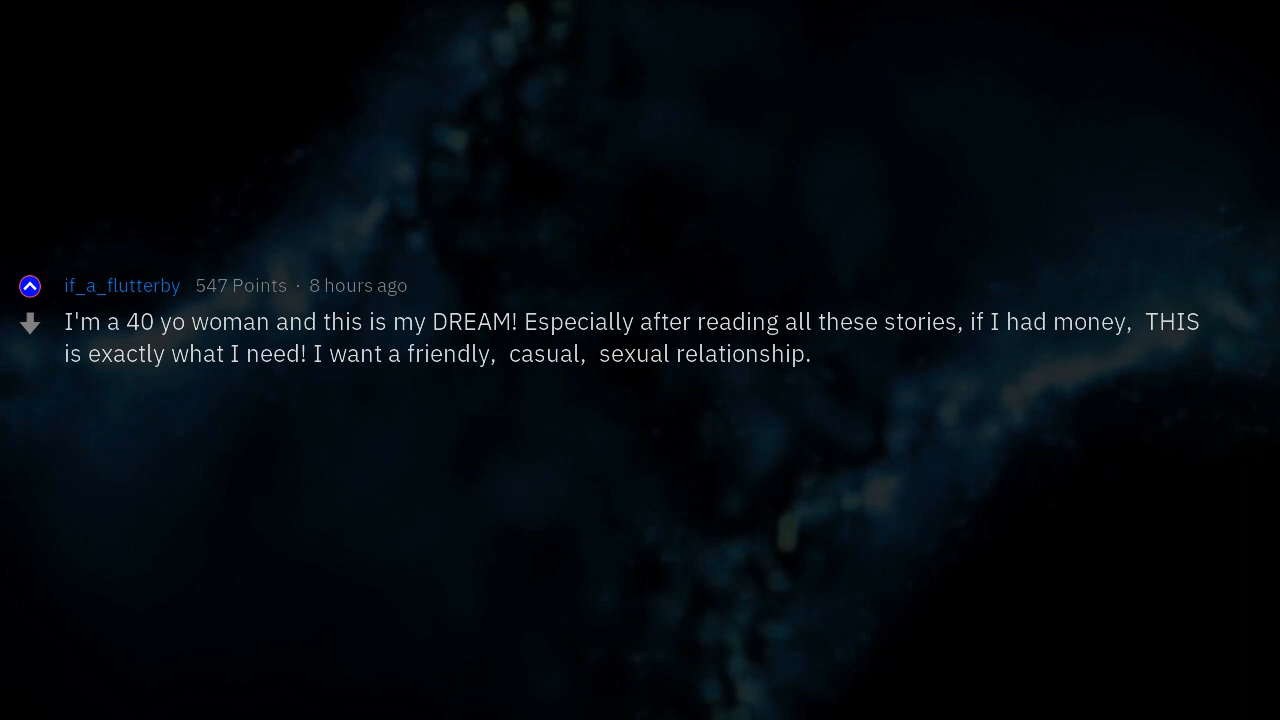 if_a_flutterby 547 Points · 8 hours ago
I'm a 40 yo woman and this is my DREAM! Especially after reading all these stories, if I had money,  THIS
is exactly what I need! I want a friendly,  casual,  sexual relationship.